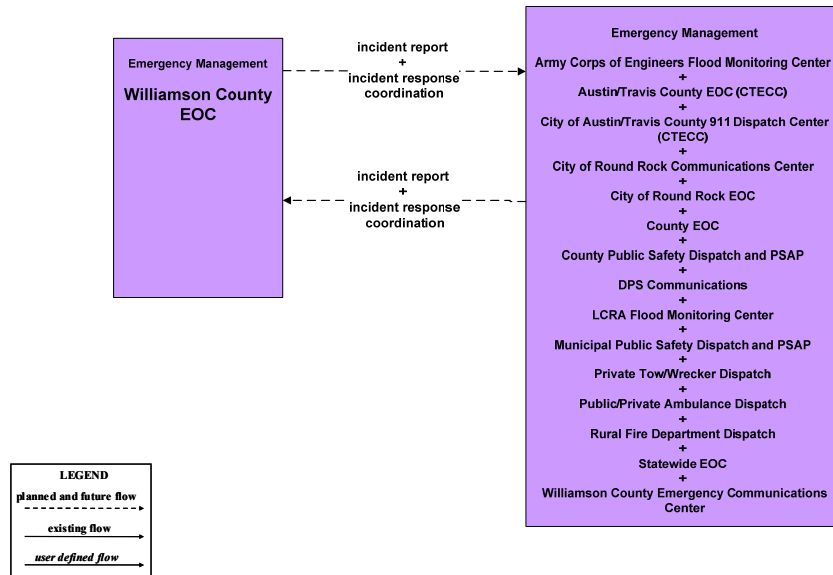 Emergency Management
Williamson County
EOC
incident report
+
incident response
coordination
incident report
+
incident response
coordination
Emergency Management
Army Corps of Engineers Flood Monitoring Center
+
Austin/Travis County EOC (CTECC)
+
City of Austin/Travis County 911 Dispatch Center
(CTECC)
+
City of Round Rock Communications Center
+
City of Round Rock EOC
+
County EOC
+
County Public Safety Dispatch and PSAP
+
DPS Communications
+
LCRA Flood Monitoring Center
+
Municipal Public Safety Dispatch and PSAP
+
Private Tow/Wrecker Dispatch
+
Public/Private Ambulance Dispatch
+
Rural Fire Department Dispatch
+
Statewide EOC
+
Williamson County Emergency Communications
Center
LEGEND
planned and future flow
existing flow
user defined flow